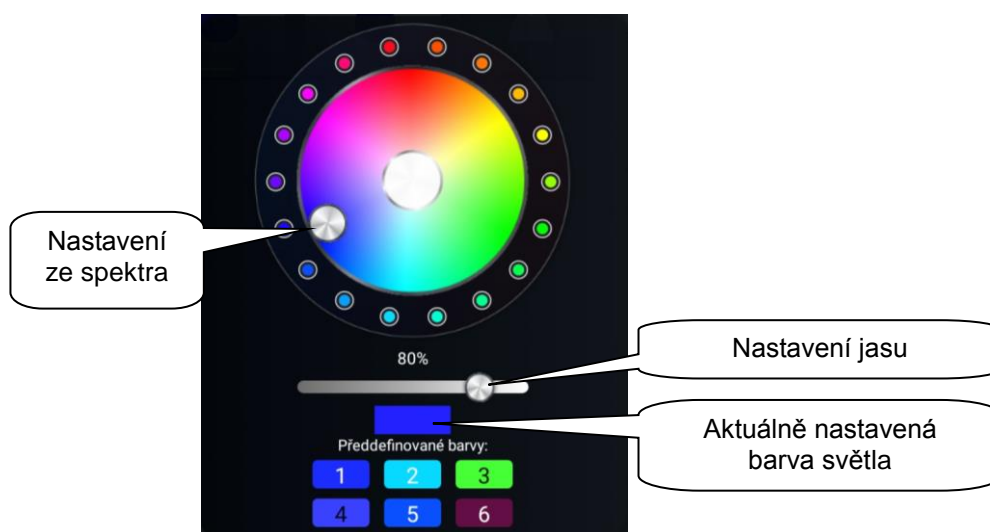 Nastavení
ze spektra
80%
Nastavení jasu
Aktuálně nastavená
barva světla
Předdefinované barvy:
1 2 3
4 5 6